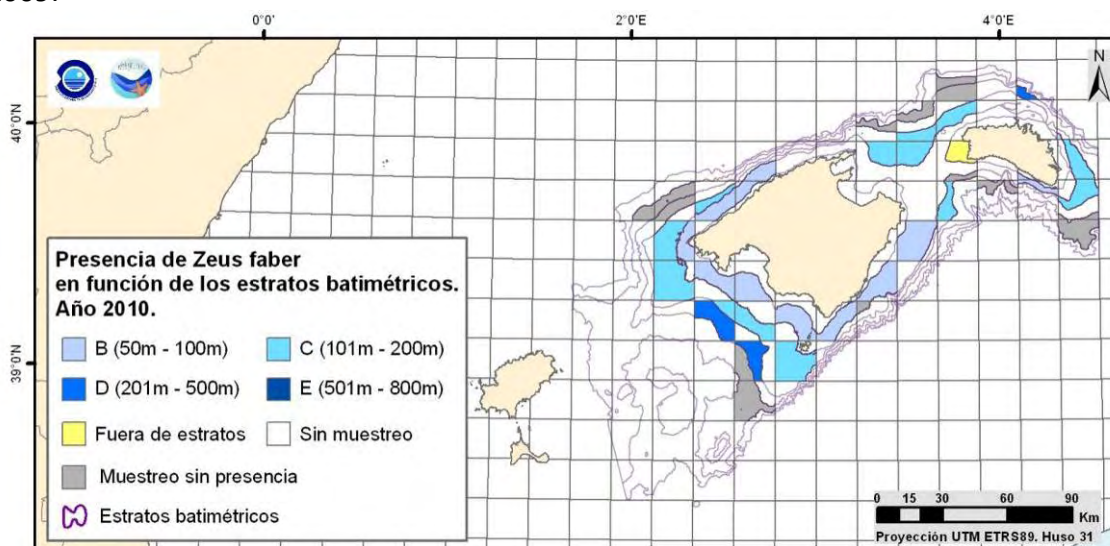 0°0'
2°0'E
4°0'E
N
40°0'N
39°0'N
Presencia de Zeus faber
en función de los estratos batimétricos.
Año 2010.
B (50m - 100m)
C (101m - 200m)
D (201m - 500m)
E (501m - 800m)
Fuera de estratos
Sin muestreo
Muestreo sin presencia
Estratos batimétricos
0 15 30 60 90
Km
Proyección UTM ETRS89. Huso 31